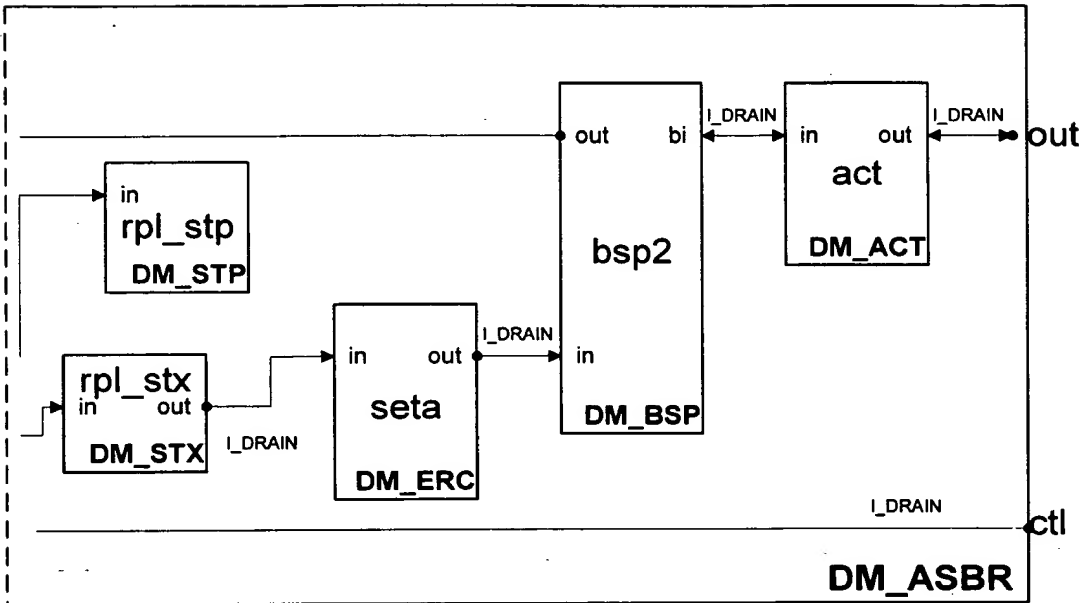 I_DRAIN I_DRAIN
out bi in out out
act
in
rpl_stp
bsp2
DM_STP
DM_ACT
I_DRAIN
in out in
rpl_stx
in out
seta
DM_BSP
I_DRAIN
DM_STX
DM_ERC
I_DRAIN
ctl
DM_ASBR